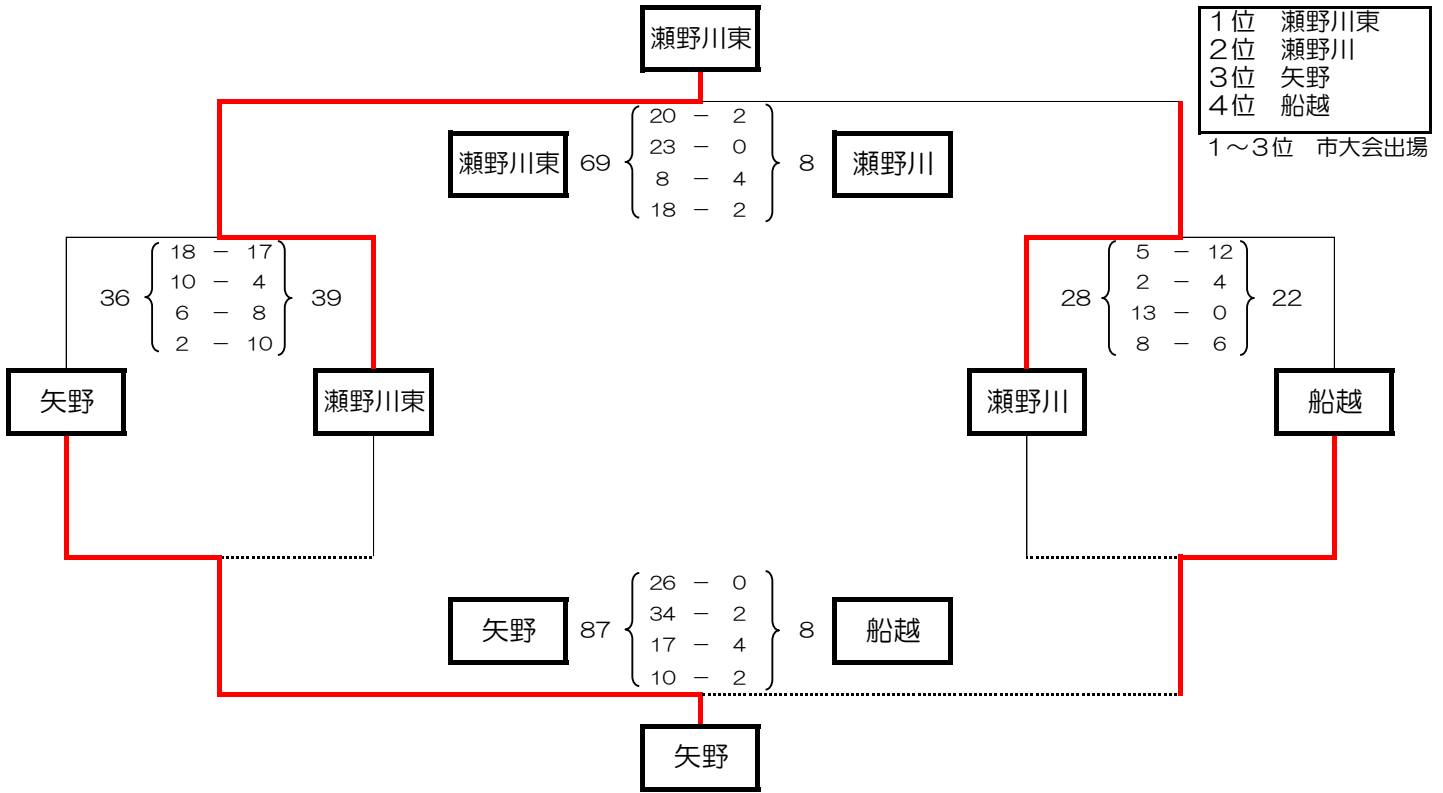 瀬野川東
1位　瀬野川東
2位　瀬野川
3位　矢野
4位　船越
1～3位　市大会出場
瀬野川東 69 8 瀬野川
20 － 2
23 － 0
8 － 4
18 － 2
36 39
18 － 17
10 － 4
6 － 8
2 － 10
28 22
5 － 12
2 － 4
13 － 0
8 － 6
矢野
瀬野川東
瀬野川
船越
矢野 87 8 船越
26 － 0
34 － 2
17 － 4
10 － 2
矢野